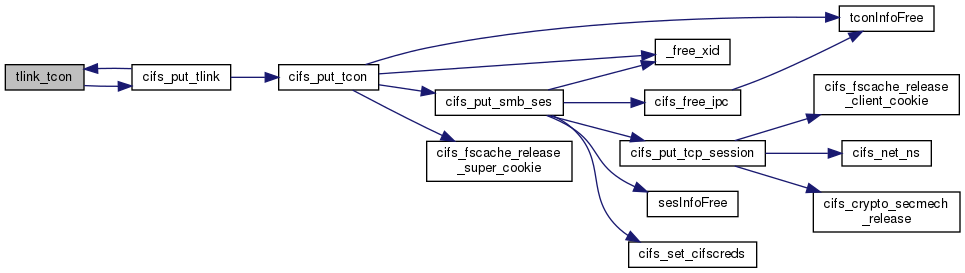 tlink_tcon
cifs_put_tlink
cifs_put_tcon
tconInfoFree
_free_xid
cifs_put_smb_ses
cifs_free_ipc
cifs_fscache_release
_super_cookie
cifs_put_tcp_session
cifs_fscache_release
_client_cookie
cifs_net_ns
cifs_crypto_secmech
_release
sesInfoFree
cifs_set_cifscreds